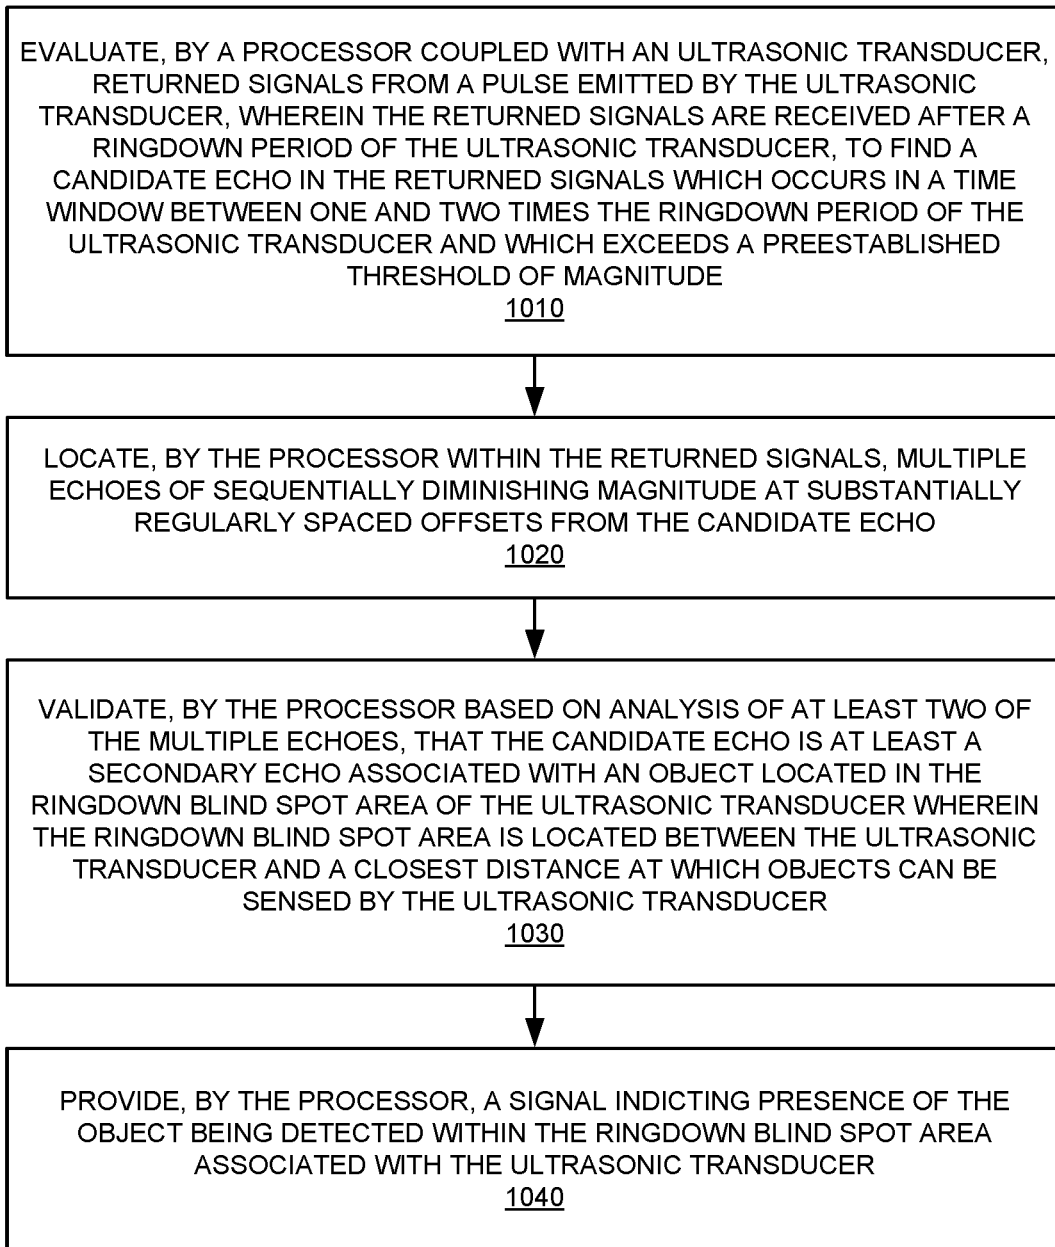 EVALUATE, BY A PROCESSOR COUPLED WITH AN ULTRASONIC TRANSDUCER,
RETURNED SIGNALS FROM A PULSE EMITTED BY THE ULTRASONIC
TRANSDUCER, WHEREIN THE RETURNED SIGNALS ARE RECEIVED AFTER A
RINGDOWN PERIOD OF THE ULTRASONIC TRANSDUCER, TO FIND A
CANDIDATE ECHO IN THE RETURNED SIGNALS WHICH OCCURS IN A TIME
WINDOW BETWEEN ONE AND TWO TIMES THE RINGDOWN PERIOD OF THE
ULTRASONIC TRANSDUCER AND WHICH EXCEEDS A PREESTABLISHED
THRESHOLD OF MAGNITUDE
1010
LOCATE, BY THE PROCESSOR WITHIN THE RETURNED SIGNALS, MULTIPLE
ECHOES OF SEQUENTIALLY DIMINISHING MAGNITUDE AT SUBSTANTIALLY
REGULARLY SPACED OFFSETS FROM THE CANDIDATE ECHO
1020
VALIDATE, BY THE PROCESSOR BASED ON ANALYSIS OF AT LEAST TWO OF
THE MULTIPLE ECHOES, THAT THE CANDIDATE ECHO IS AT LEAST A
SECONDARY ECHO ASSOCIATED WITH AN OBJECT LOCATED IN THE
RINGDOWN BLIND SPOT AREA OF THE ULTRASONIC TRANSDUCER WHEREIN
THE RINGDOWN BLIND SPOT AREA IS LOCATED BETWEEN THE ULTRASONIC
TRANSDUCER AND A CLOSEST DISTANCE AT WHICH OBJECTS CAN BE
SENSED BY THE ULTRASONIC TRANSDUCER
1030
PROVIDE, BY THE PROCESSOR, A SIGNAL INDICTING PRESENCE OF THE
OBJECT BEING DETECTED WITHIN THE RINGDOWN BLIND SPOT AREA
ASSOCIATED WITH THE ULTRASONIC TRANSDUCER
1040